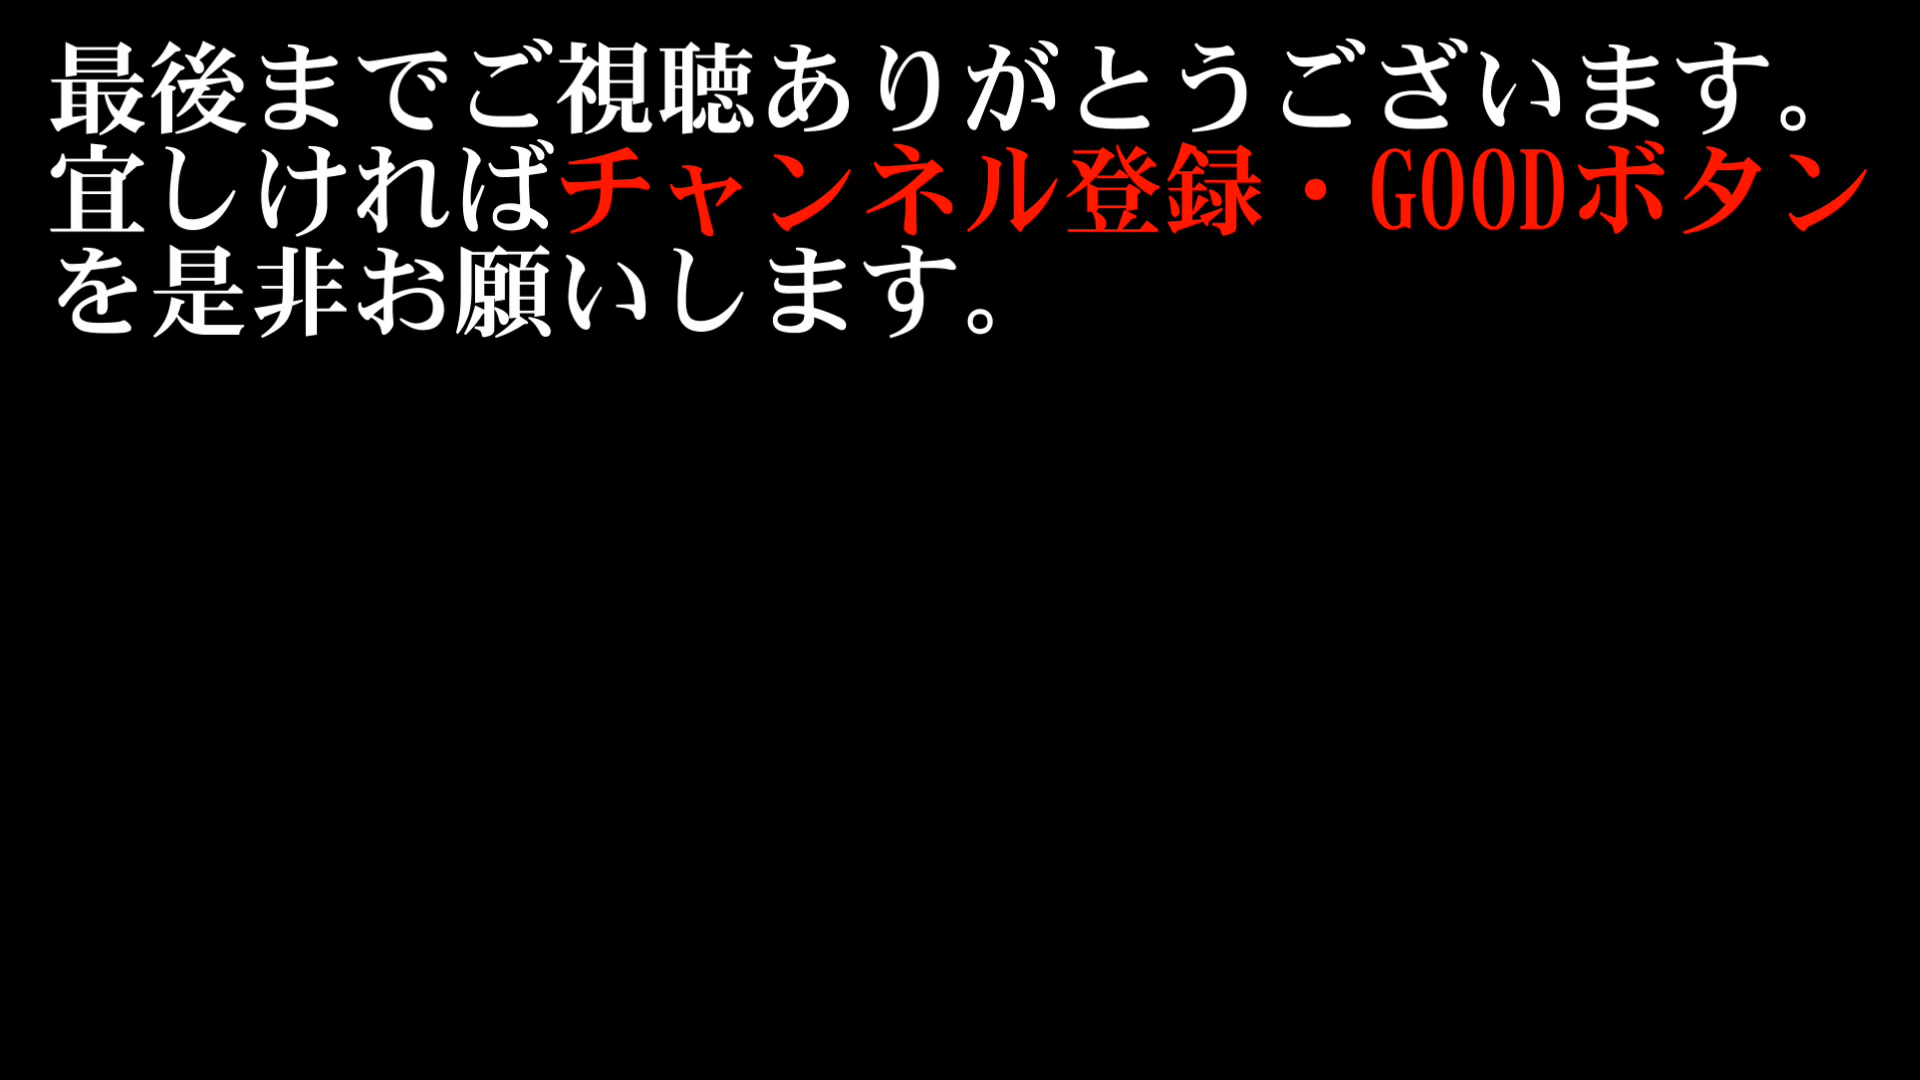 最後までご視聴ありがとうございます。
宜しければチャンネル登録・GOODボタン
を是非お願いします。